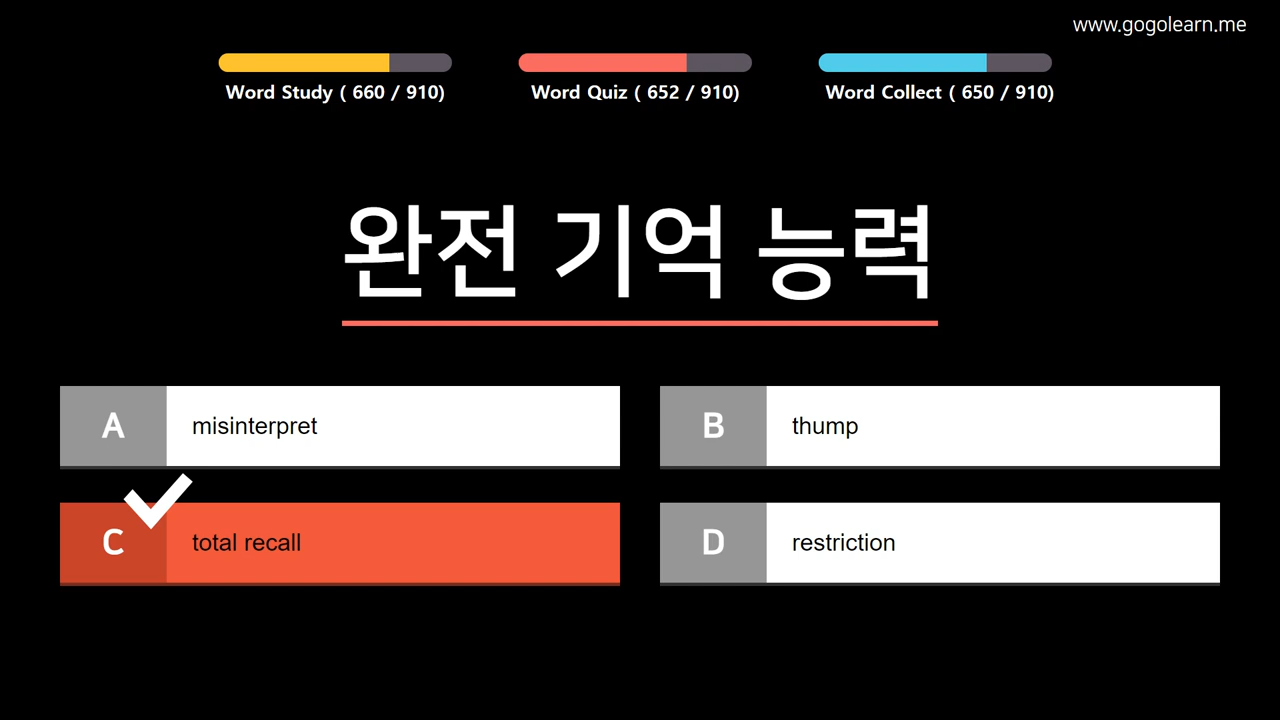 www.gogolearn.me
Word Study ( 660 / 910)
Word Quiz ( 652 / 910)
Word Collect ( 650 / 910)
완전 기억 능력
A misinterpret
B thump
C total recall
D restriction